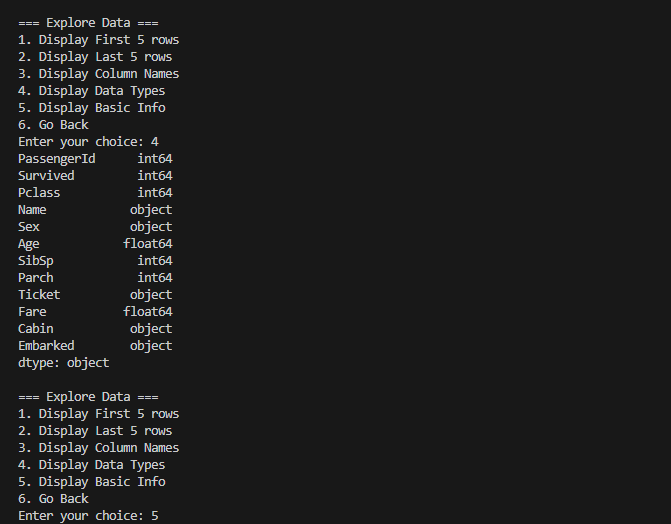 === Explore Data ===
1. Display First 5 rows
2. Display Last 5 rows
3. Display Column Names
4. Display Data Types
5. Display Basic Info
6. Go Back
Enter your choice: 4
PassengerId      int64
Survived         int64
Pclass           int64
Name            object
Sex             object
Age            float64
SibSp            int64
Parch            int64
Ticket          object
Fare           float64
Cabin           object
Embarked        object
dtype: object

=== Explore Data ===
1. Display First 5 rows
2. Display Last 5 rows
3. Display Column Names
4. Display Data Types
5. Display Basic Info
6. Go Back
Enter your choice: 5